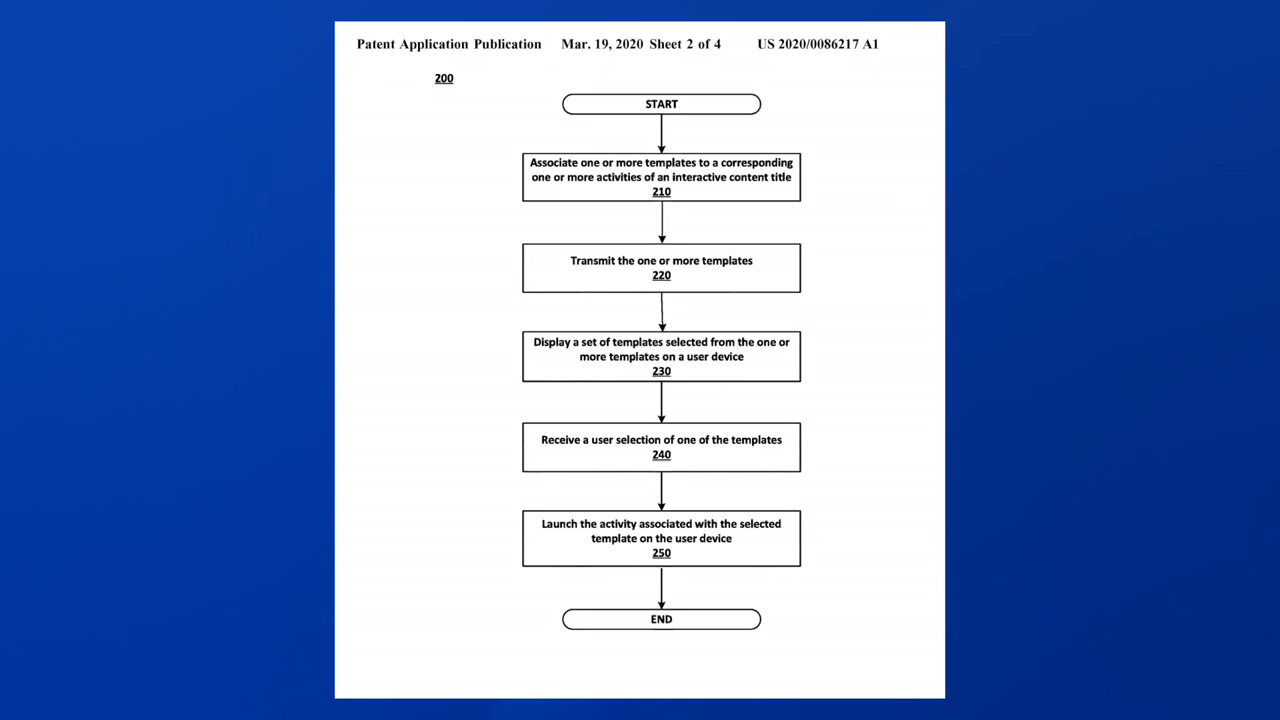 Patent Application Publication Mar. 19, 2020 Sheet 2 of 4 US 2020/0086217 A1
200
START
Associate one or more templates to a corresponding
one or more activities of an interactive content title
210
Transmit the one or more templates
220
Display a set of templates selected from the one or
more templates on a user device
230
Receive a user selection of one of the templates
240
Launch the activity associated with the selected
template on the user device
250
END